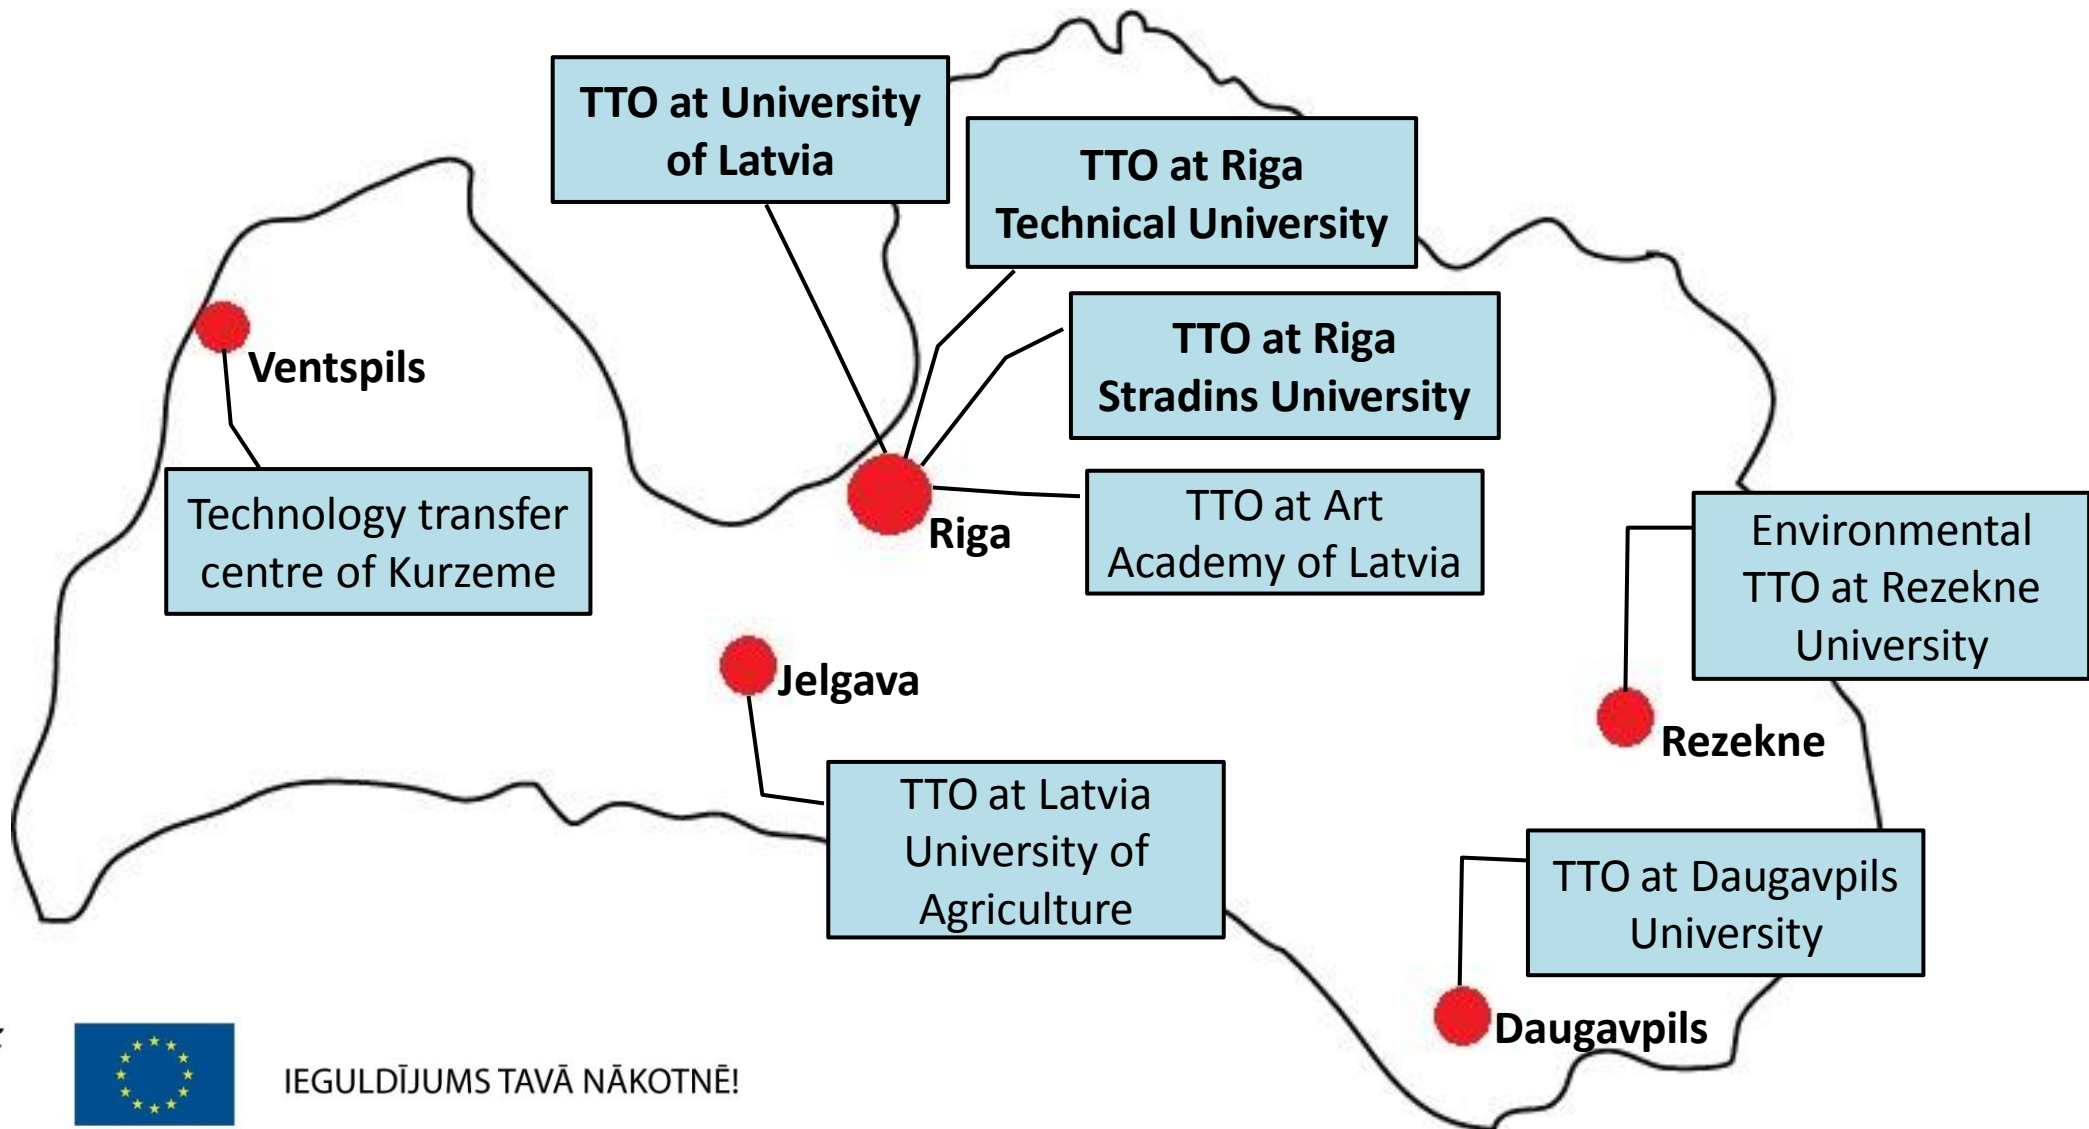 TTO at University
of Latvia
TTO at Riga
Technical University
TTO at Riga
Stradins University
Ventspils
Technology transfer
centre of Kurzeme
Riga
TTO at Art
Academy of Latvia
Environmental
TTO at Rezekne
University
Jelgava
Rezekne
TTO at Latvia
University of
Agriculture
TTO at Daugavpils
University
Daugavpils
IEGULDĪJUMS TAVĀ NĀKOTNĒ!